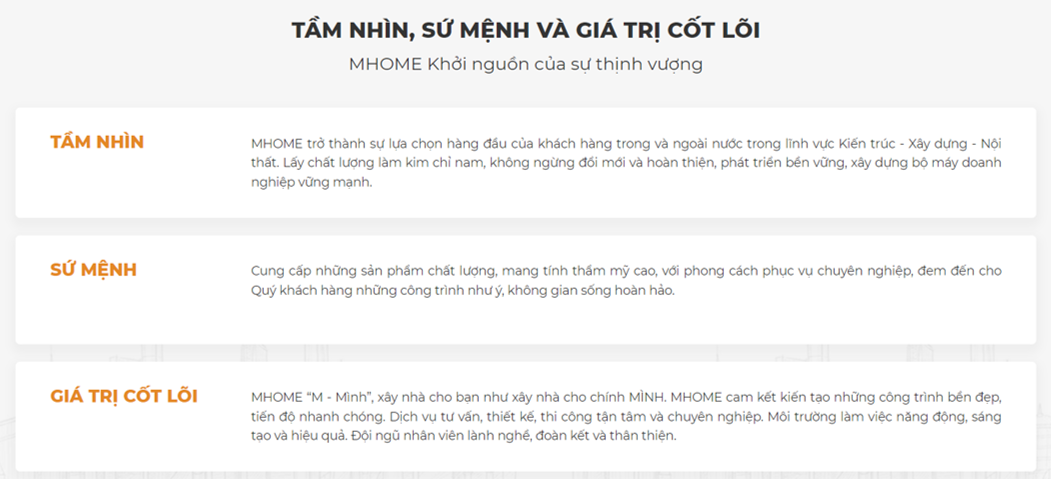 TẦM NHÌN, SỨ MỆNH VÀ GIÁ TRỊ CỐT LÕI
MHOME Khởi nguồn của sự thịnh vượng
TẦM NHÌN
MHOME trở thành sự lựa chọn hàng đầu của khách hàng trong và ngoài nước trong lĩnh vực Kiến trúc - Xây dựng - Nội
thất. Lấy chất lượng làm kim chỉ nam, không ngừng đổi mới và hoàn thiện, phát triển bền vững, xây dựng bộ máy doanh
nghiệp vững mạnh.
SỨ MỆNH
Cung cấp những sản phẩm chất lượng, mang tính thẩm mỹ cao, với phong cách phục vụ chuyên nghiệp, đem đến cho
Quý khách hàng những công trình như ý, không gian sống hoàn hảo.
GIÁ TRỊ CỐT LÕI
MHOME “M - Mình”, xây nhà cho bạn như xây nhà cho chính MÌNH. MHOME cam kết kiến tạo những công trình bền đẹp,
tiến độ nhanh chóng. Dịch vụ tư vấn, thiết kế, thi công tận tâm và chuyên nghiệp. Môi trường làm việc năng động, sáng
tạo và hiệu quả. Đội ngũ nhân viên lành nghề, đoàn kết và thân thiện.